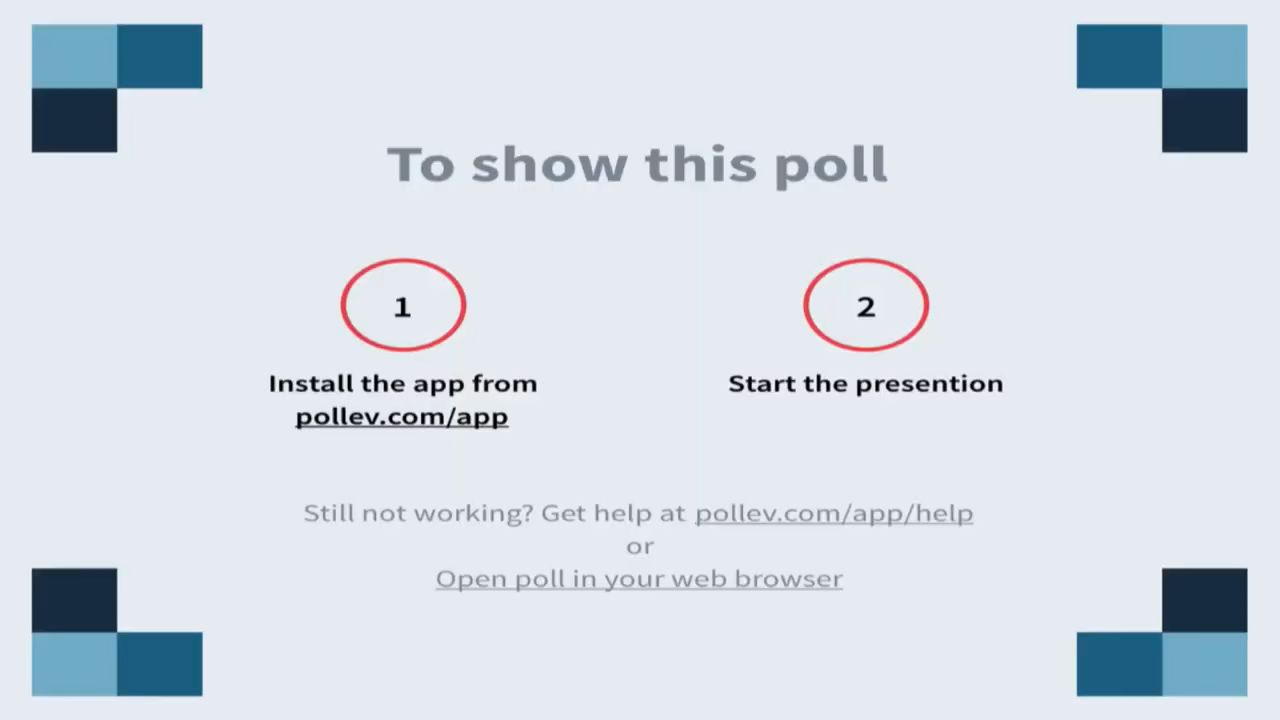 To show this poll
1
Install the app from
pollev.com/app
2
Start the presention
Still not working? Get help at pollev.com/app/help
or
Open poll in your web browser